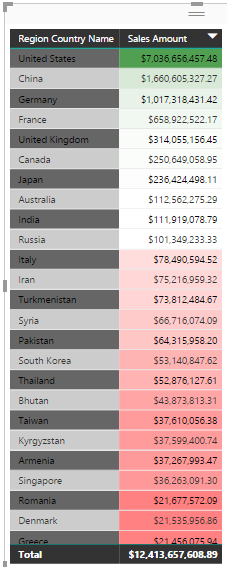 Region Country Name Sales Amount
United States $7,036,656,457.48
China $1,660,605,327.27
Germany $1,017,318,431.42
France $658,922,522.17
United Kingdom $314,055,156.45
Canada $250,649,058.95
Japan $236,424,498.11
Australia $112,562,275.29
India $111,919,078.79
Russia $101,349,233.33
Italy $78,490,594.52
Iran $75,216,959.32
Turkmenistan $73,812,484.67
Syria $66,716,074.09
Pakistan $64,315,958.20
South Korea $53,140,847.62
Thailand $52,876,127.61
Bhutan $43,873,813.31
Taiwan $37,610,056.38
Kyrgyzstan $37,599,400.74
Armenia $37,267,993.47
Singapore $36,263,091.30
Romania $21,677,572.09
Denmark $21,535,956.86
Greece $21,456,075.94
Total $12,413,657,608.89